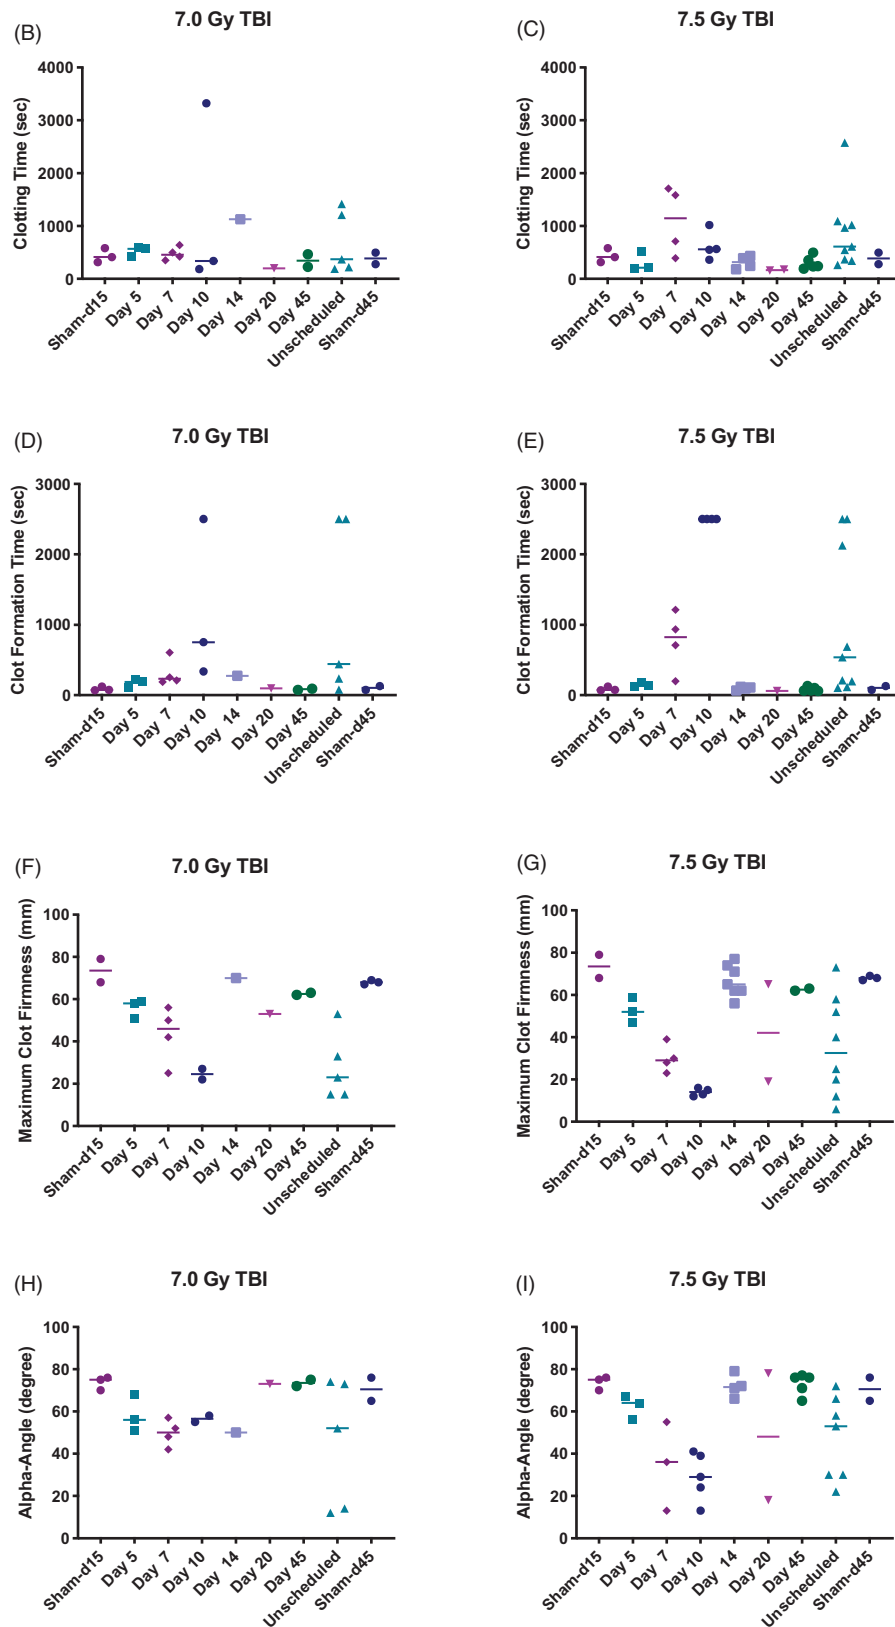 (B)
7.0 Gy TBI
Clotting Time (sec)
4000
3000
2000
1000
0
Sham-d15
Day 5
Day 7
Day 10
Day 14
Day 20
Day 45
Unscheduled
Sham-d45
(C)
7.5 Gy TBI
Clotting Time (sec)
4000
3000
2000
1000
0
Sham-d15
Day 5
Day 7
Day 10
Day 14
Day 20
Day 45
Unscheduled
Sham-d45
(D)
7.0 Gy TBI
Clot Formation Time (sec)
3000
2000
1000
0
Sham-d15
Day 5
Day 7
Day 10
Day 14
Day 20
Day 45
Unscheduled
Sham-d45
(E)
7.5 Gy TBI
Clot Formation Time (sec)
3000
2000
1000
0
Sham-d15
Day 5
Day 7
Day 10
Day 14
Day 20
Day 45
Unscheduled
Sham-d45
(F)
7.0 Gy TBI
Maximum Clot Firmness (mm)
100
80
60
40
20
0
Sham-d15
Day 5
Day 7
Day 10
Day 14
Day 20
Day 45
Unscheduled
Sham-d45
(G)
7.5 Gy TBI
Maximum Clot Firmness (mm)
100
80
60
40
20
0
Sham-d15
Day 5
Day 7
Day 10
Day 14
Day 20
Day 45
Unscheduled
Sham-d45
(H)
7.0 Gy TBI
Alpha-Angle (degree)
100
80
60
40
20
0
Sham-d15
Day 5
Day 7
Day 10
Day 14
Day 20
Day 45
Unscheduled
Sham-d45
(I)
7.5 Gy TBI
Alpha-Angle (degree)
100
80
60
40
20
0
Sham-d15
Day 5
Day 7
Day 10
Day 14
Day 20
Day 45
Unscheduled
Sham-d45